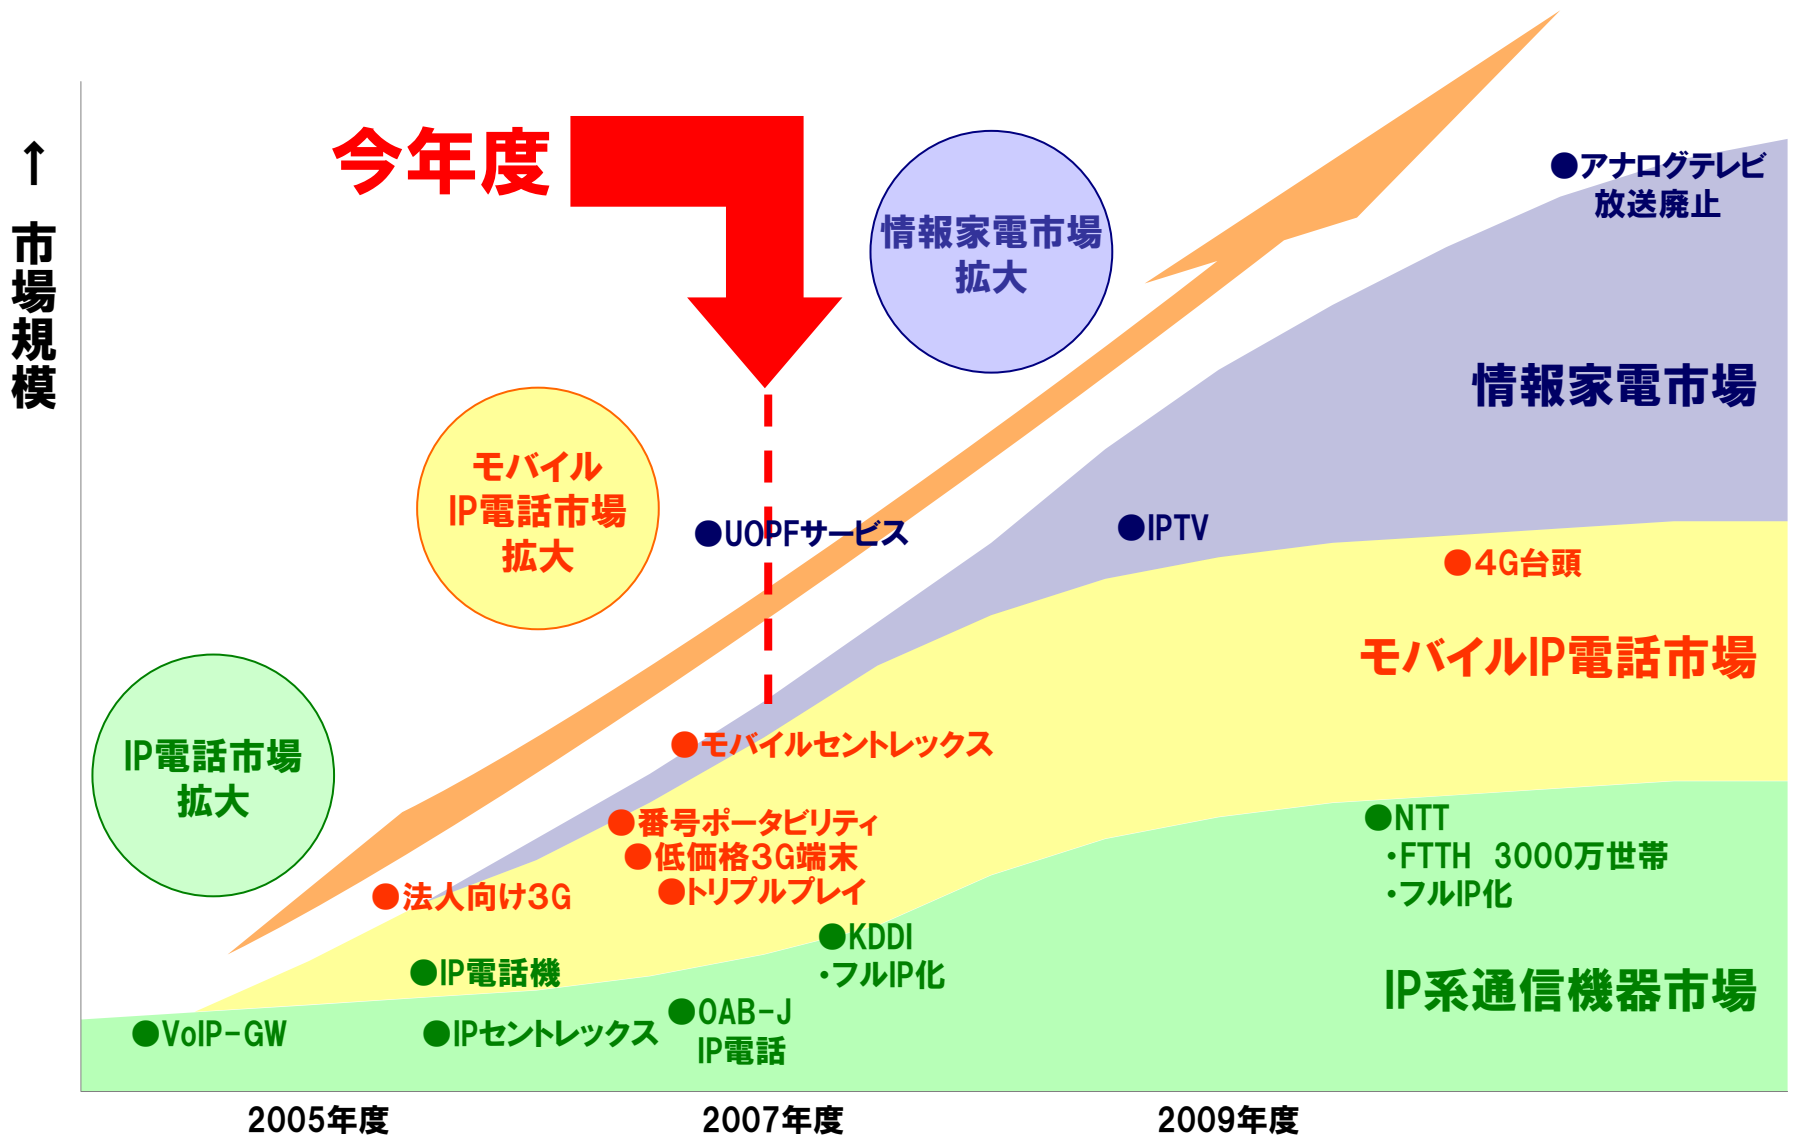 ↑市場規模
今年度
情報家電市場
拡大
●アナログテレビ
放送廃止
情報家電市場
モバイル
IP電話市場
拡大
●UOPFサービス
●IPTV
●4G台頭
モバイルIP電話市場
IP電話市場
拡大
●モバイルセントレックス
●番号ポータビリティ
●低価格3G端末
●トリプルプレイ
●法人向け3G
●NTT
・FTTH　3000万世帯
・フルIP化
●KDDI
・フルIP化
●IP電話機
IP系通信機器市場
●VoIP-GW
●IPセントレックス
●0AB-J
IP電話
2005年度
2007年度
2009年度